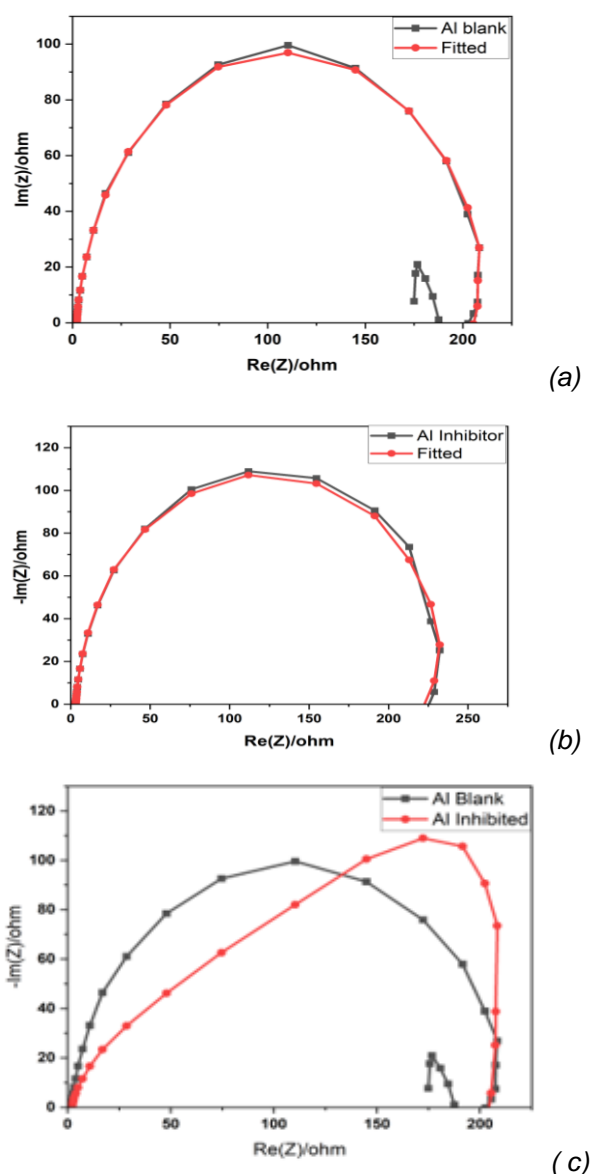 Al blank
Fitted
Im(z)/ohm
100
80
60
40
20
0
50 100 150 200
Re(Z)/ohm
(a)
Al Inhibitor
Fitted
-Im(Z)/ohm
120
100
80
60
40
20
0
0 50 100 150 200 250
Re(Z)/ohm
(b)
Al Blank
Al Inhibited
-Im(Z)/ohm
120
100
80
60
40
20
0
0 50 100 150 200
Re(Z)/ohm
( c)